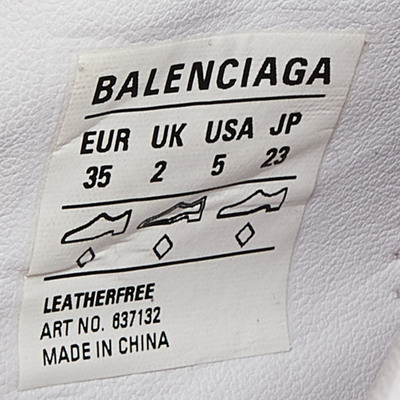 BALENCIAGA
EUR UK USA JP
35 2 5 23
LEATHERFREE
ART NO. 637132
MADE IN CHINA